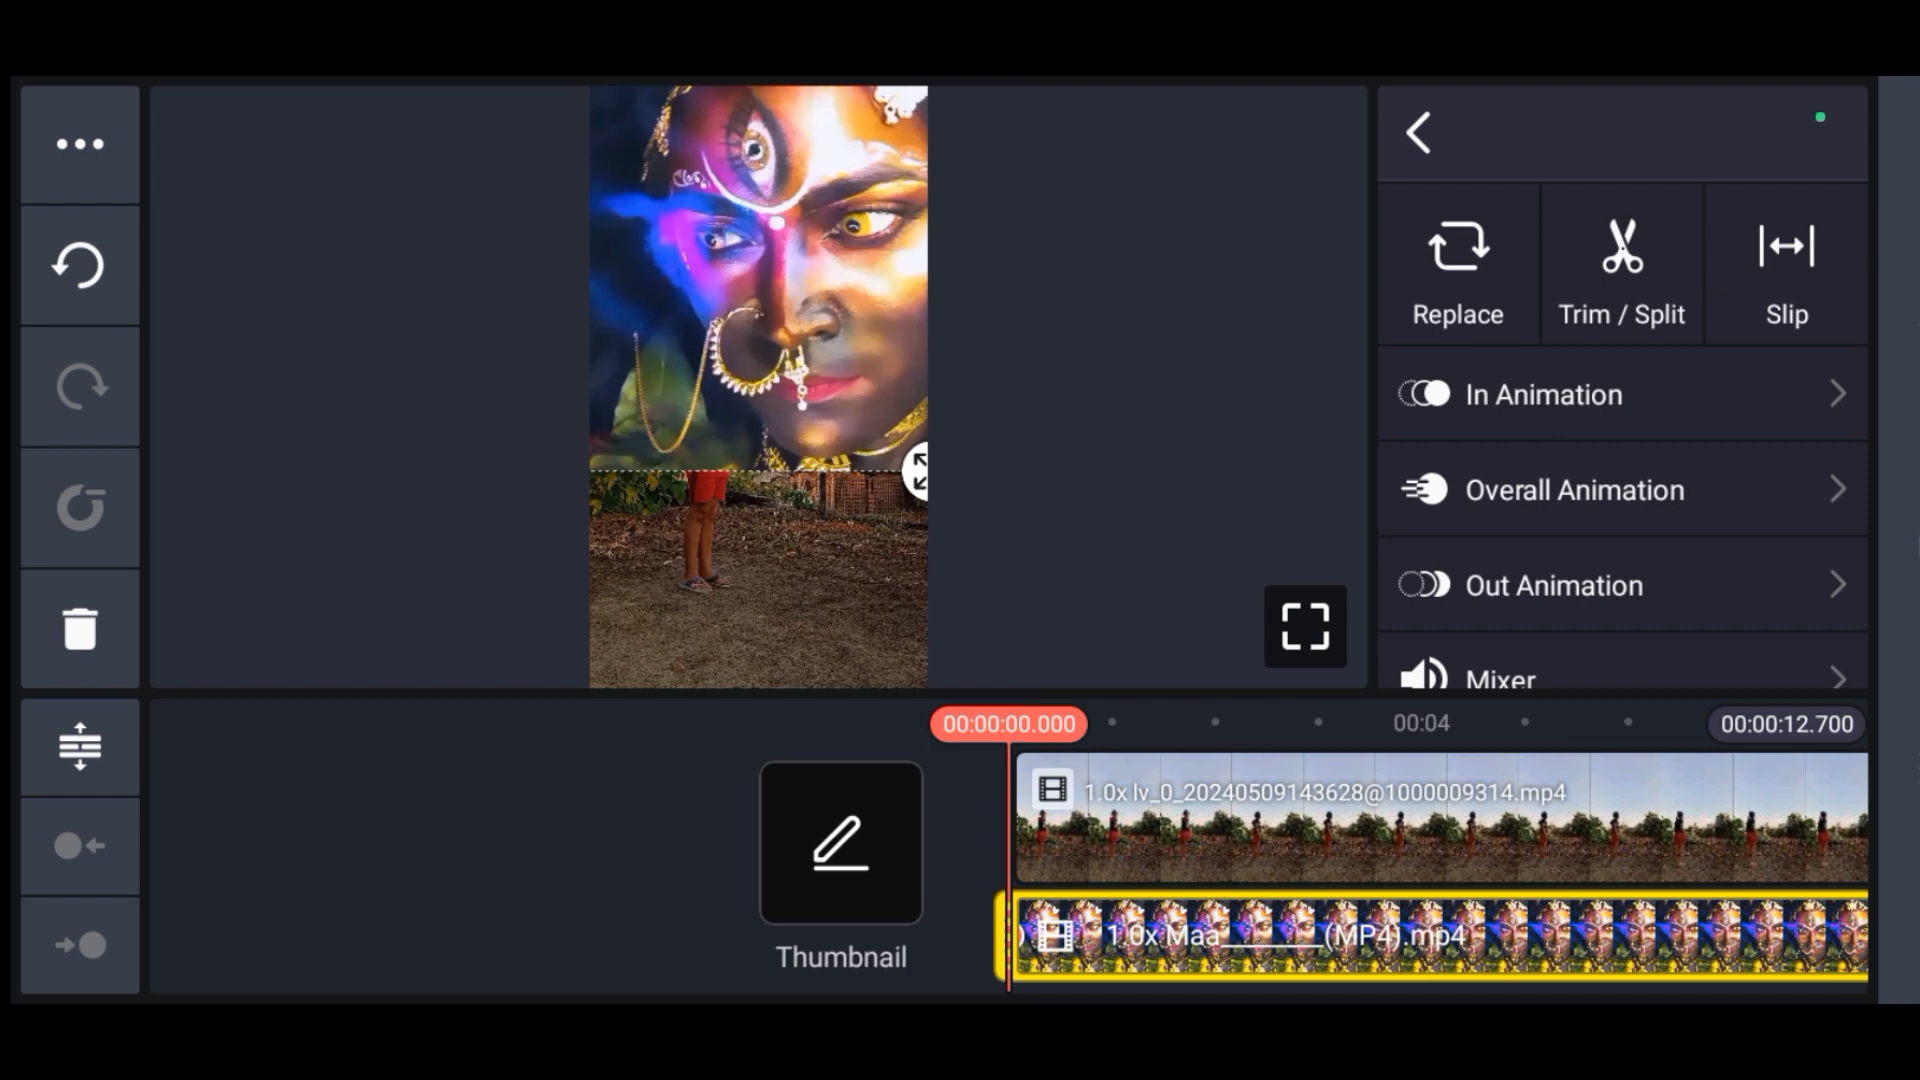 Replace
Trim / Split
Slip
In Animation
Overall Animation
Out Animation
Mixer
00:00:00.000
00:04
00:00:12.700
1.0x lv_0_20240509143628@1000009314.mp4
1.0x Maa______(MP4).mp4
Thumbnail